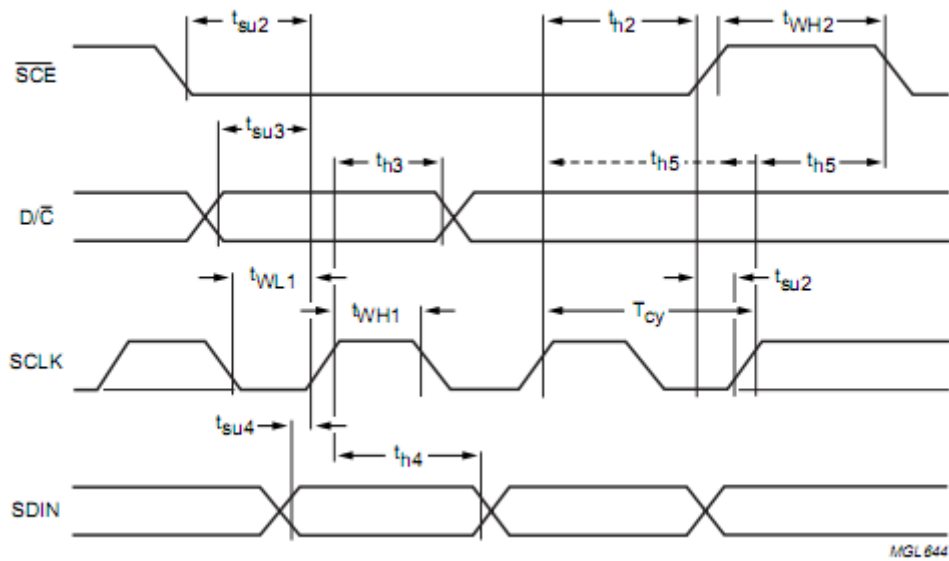 tsu2 th2 tWH2
SCE
tsu3
th3 th5 th5
D/C
tWL1 tsu2
tWH1 Tcy
SCLK
tsu4
th4
SDIN
MGL644